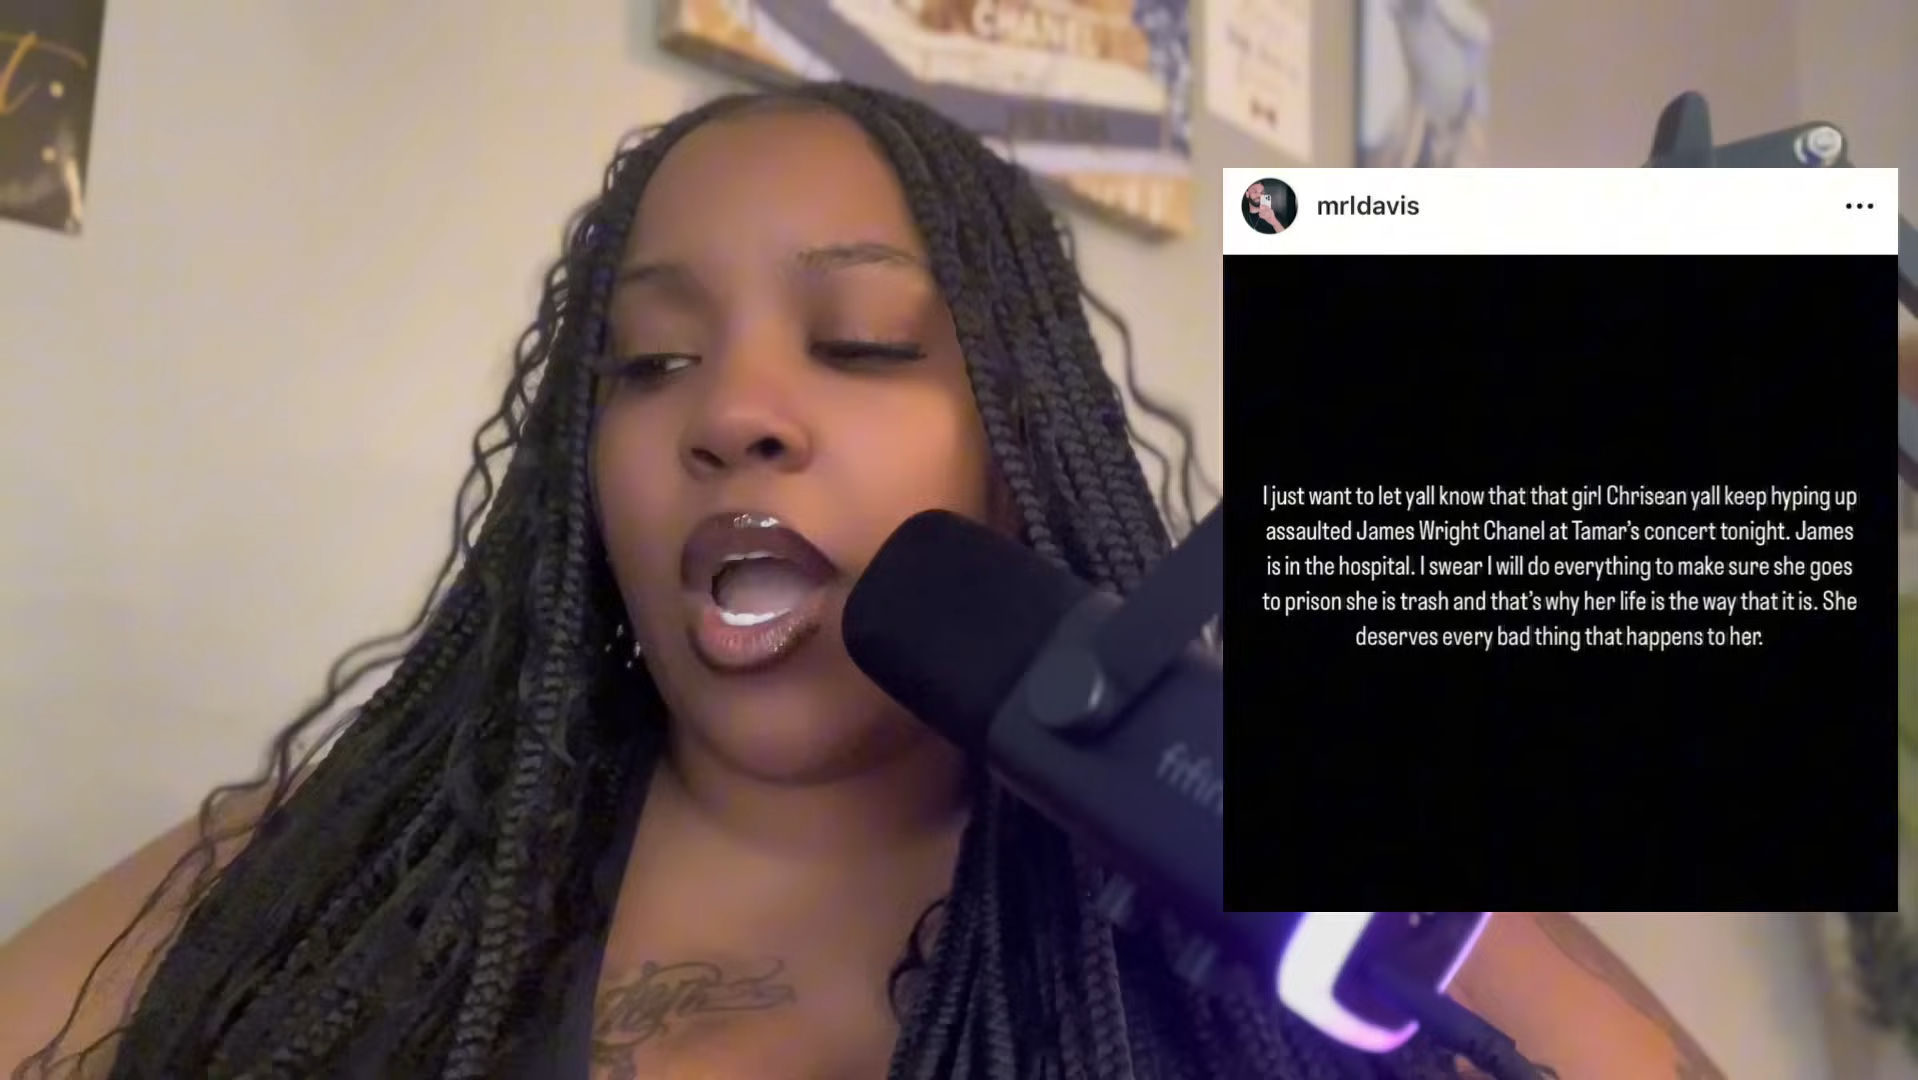 CHANEL
mrldavis
I just want to let yall know that that girl Chrisean yall keep hyping up
assaulted James Wright Chanel at Tamar's concert tonight. James
is in the hospital. I swear I will do everything to make sure she goes
to prison she is trash and that's why her life is the way that it is. She
deserves every bad thing that happens to her.